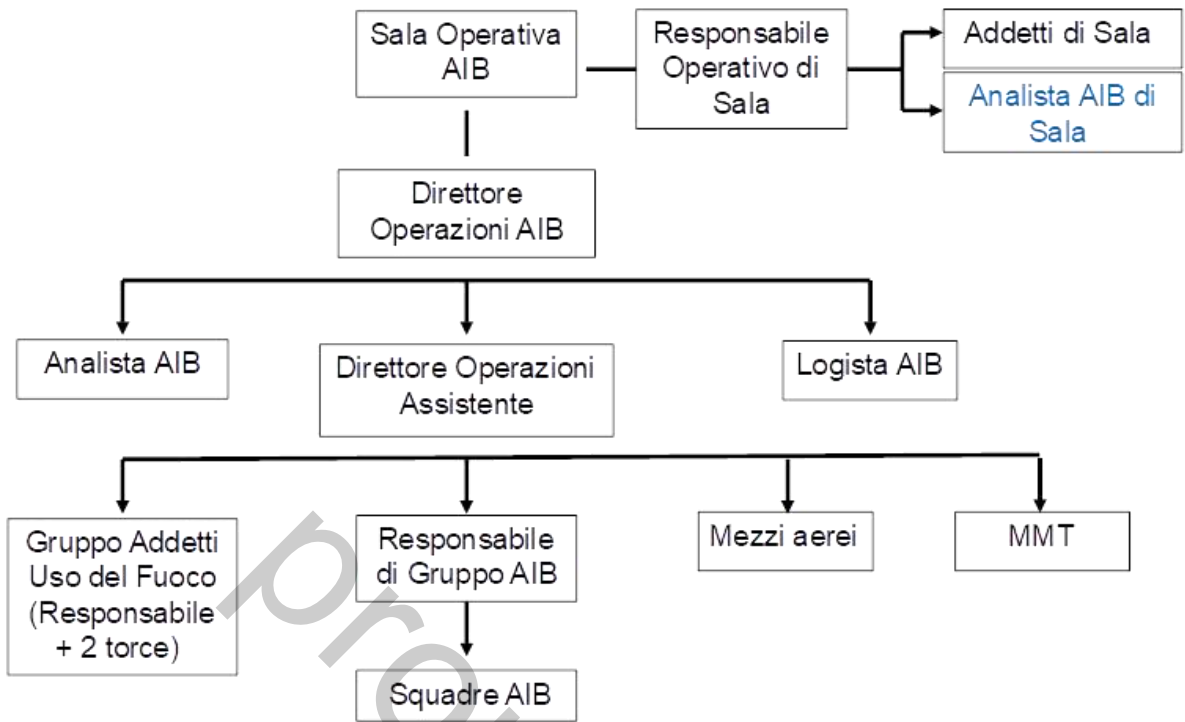 Sala Operativa
AIB
Responsabile
Operativo di
Sala
Addetti di Sala
Analista AIB di
Sala
Direttore
Operazioni AIB
Analista AIB
Direttore Operazioni
Assistente
Logista AIB
Gruppo Addetti
Uso del Fuoco
(Responsabile
+ 2 torce)
Responsabile
di Gruppo AIB
Mezzi aerei
MMT
Squadre AIB